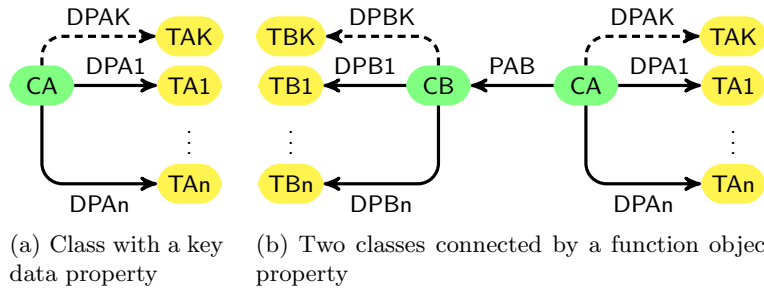 DPAK
TAK
CA
DPA1
TA1
⋮
DPAn
TAn
(a) Class with a key
data property
DPBK
TBK
DPAK
TAK
TB1
DPB1
CB
PAB
CA
DPA1
TA1
⋮
⋮
TBn
DPBn
DPAn
TAn
(b) Two classes connected by a function objec
property